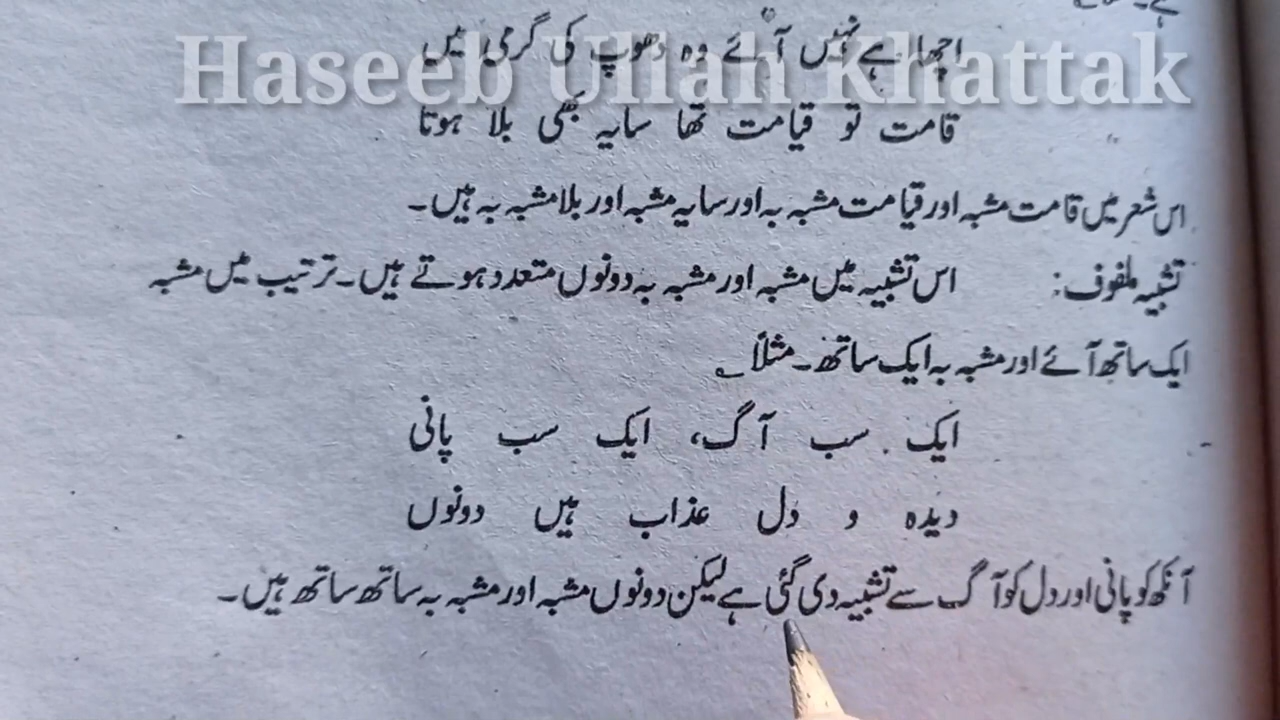 اچھا ہے نہیں آئے وہ دھوپ کی گرمی میں
Haseeb Ullah Khattak
قامت تو قیامت تھا سایہ بھی بلا ہوتا
اس شعر میں قامت مشبہ اور قیامت مشبہ بہ اور سایہ مشبہ اور بلا مشبہ بہ ہیں۔
تشبیہ ملفوف: اس تشبیہ میں مشبہ اور مشبہ بہ دونوں متعدد ہوتے ہیں۔ ترتیب میں مشبہ
ایک ساتھ آئے اور مشبہ بہ ایک ساتھ۔ مثلاً
ایک سب آگ، ایک سب پانی
دیدہ و دل عذاب ہیں دونوں
آنکھ کو پانی اور دل کو آگ سے تشبیہ دی گئی ہے لیکن دونوں مشبہ اور مشبہ بہ ساتھ ساتھ ہیں۔